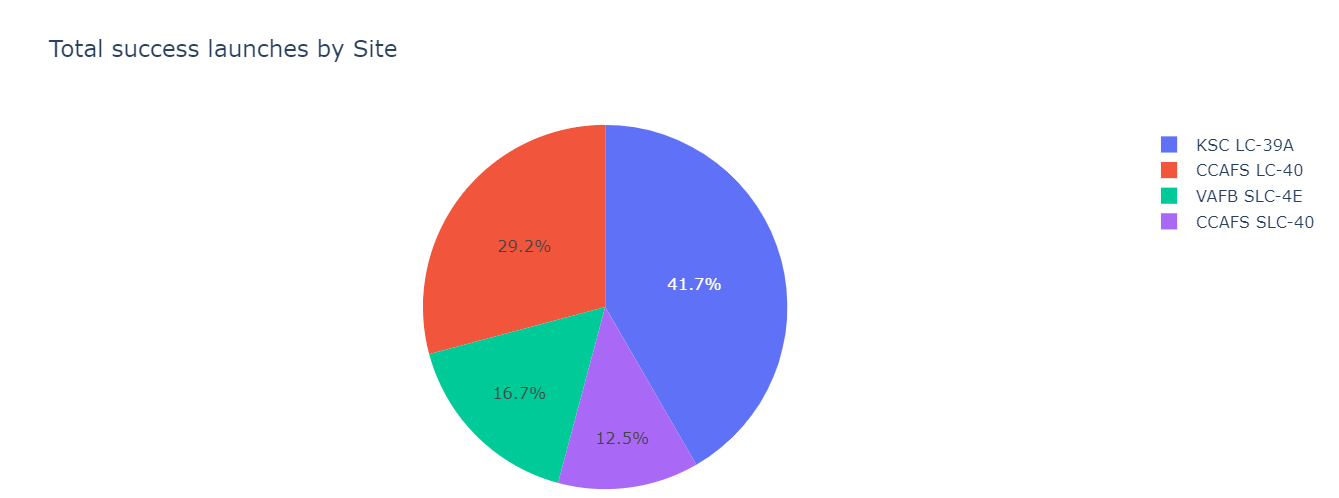 Total success launches by Site
KSC LC-39A
CCAFS LC-40
VAFB SLC-4E
CCAFS SLC-40
29.2%
41.7%
16.7%
12.5%